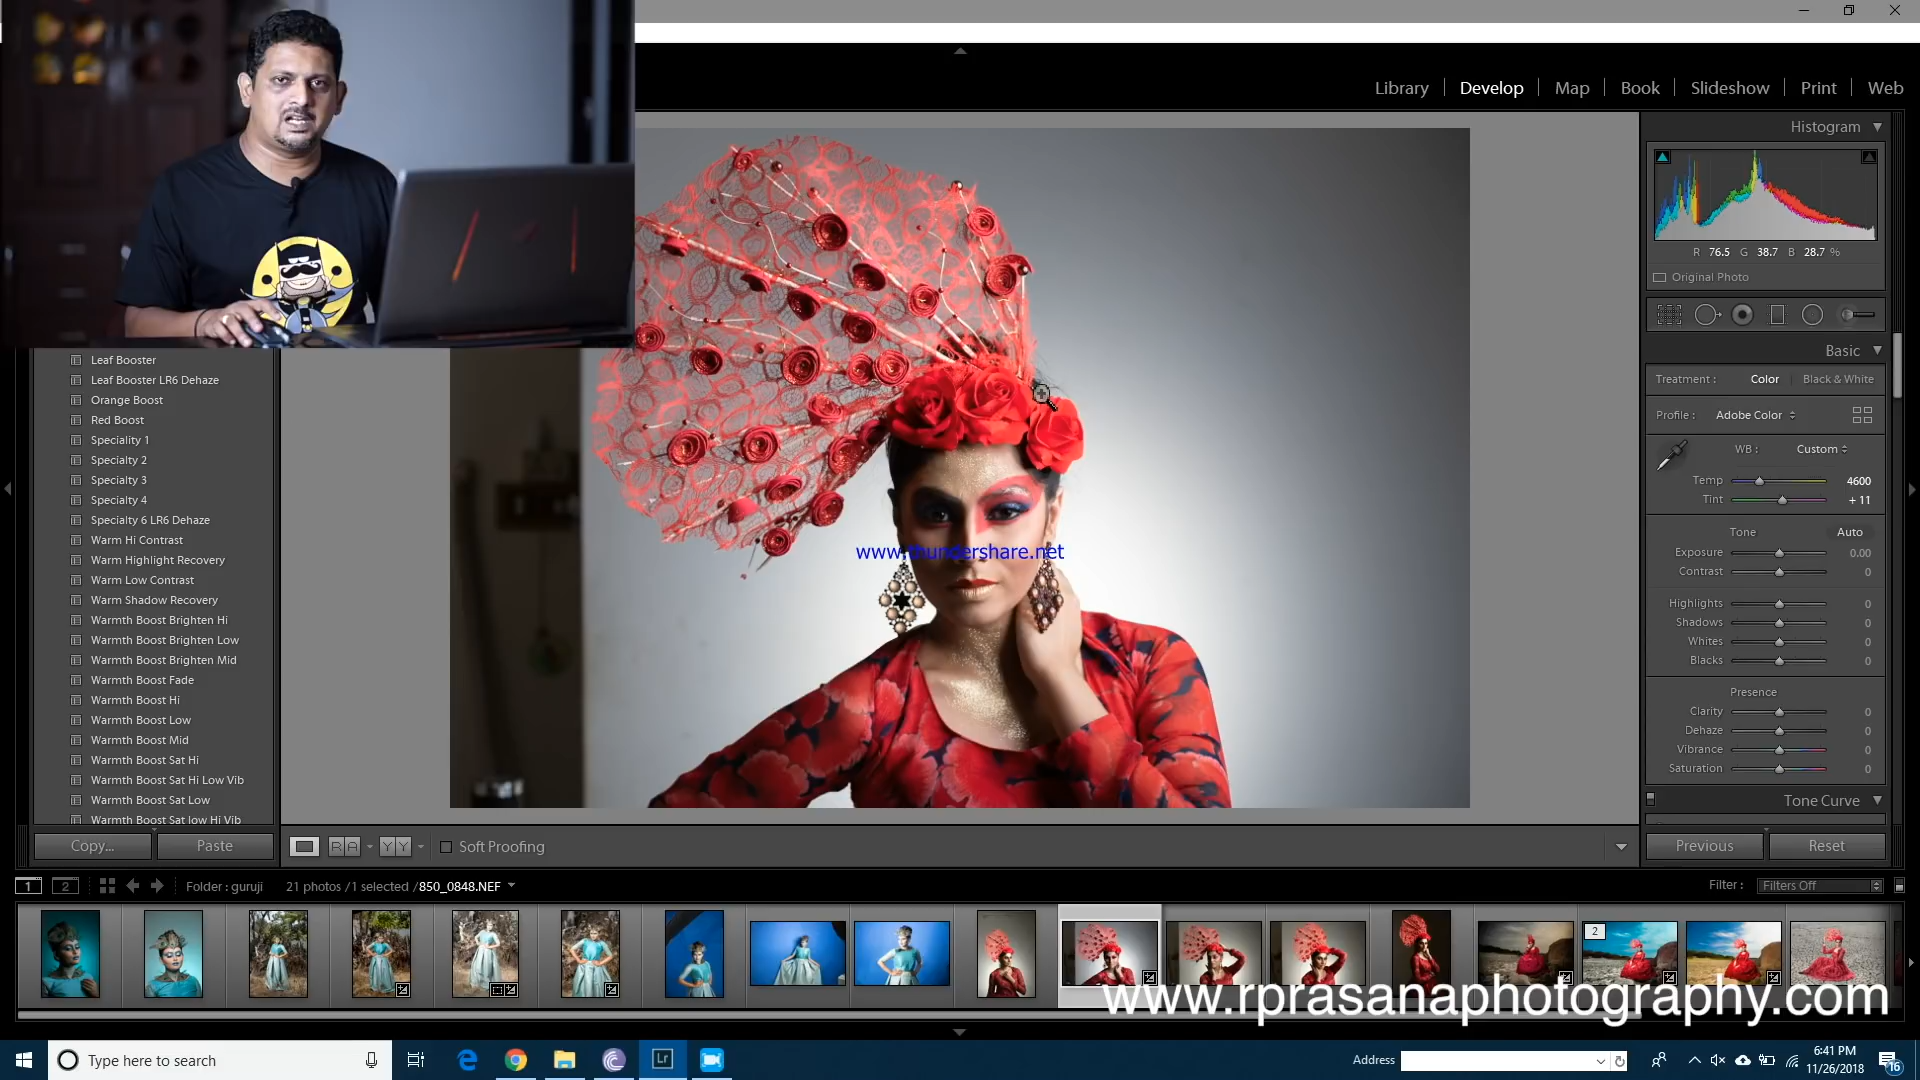 Library
Develop
Map
Book
Slideshow
Print
Web
Histogram
R 76.5 G 38.7 B 28.7 %
Original Photo
Basic
Treatment : Color Black & White
Profile : Adobe Color
WB : Custom
Temp 4600
Tint + 11
Tone Auto
Exposure 0.00
Contrast 0
Highlights 0
Shadows 0
Whites 0
Blacks 0
Presence
Clarity 0
Dehaze 0
Vibrance 0
Saturation 0
Tone Curve
Previous Reset
Leaf Booster
Leaf Booster LR6 Dehaze
Orange Boost
Red Boost
Speciality 1
Specialty 2
Specialty 3
Specialty 4
Specialty 6 LR6 Dehaze
Warm Hi Contrast
Warm Highlight Recovery
Warm Low Contrast
Warm Shadow Recovery
Warmth Boost Brighten Hi
Warmth Boost Brighten Low
Warmth Boost Brighten Mid
Warmth Boost Fade
Warmth Boost Hi
Warmth Boost Low
Warmth Boost Mid
Warmth Boost Sat Hi
Warmth Boost Sat Hi Low Vib
Warmth Boost Sat Low
Warmth Boost Sat low Hi Vib
www.thundershare.net
Copy... Paste
RA YY Soft Proofing
1 2 Folder : guruji 21 photos /1 selected /850_0848.NEF
Filter : Filters Off
2
www.rprasanaphotography.com
Type here to search
Lr
Address
6:41 PM
11/26/2018
16